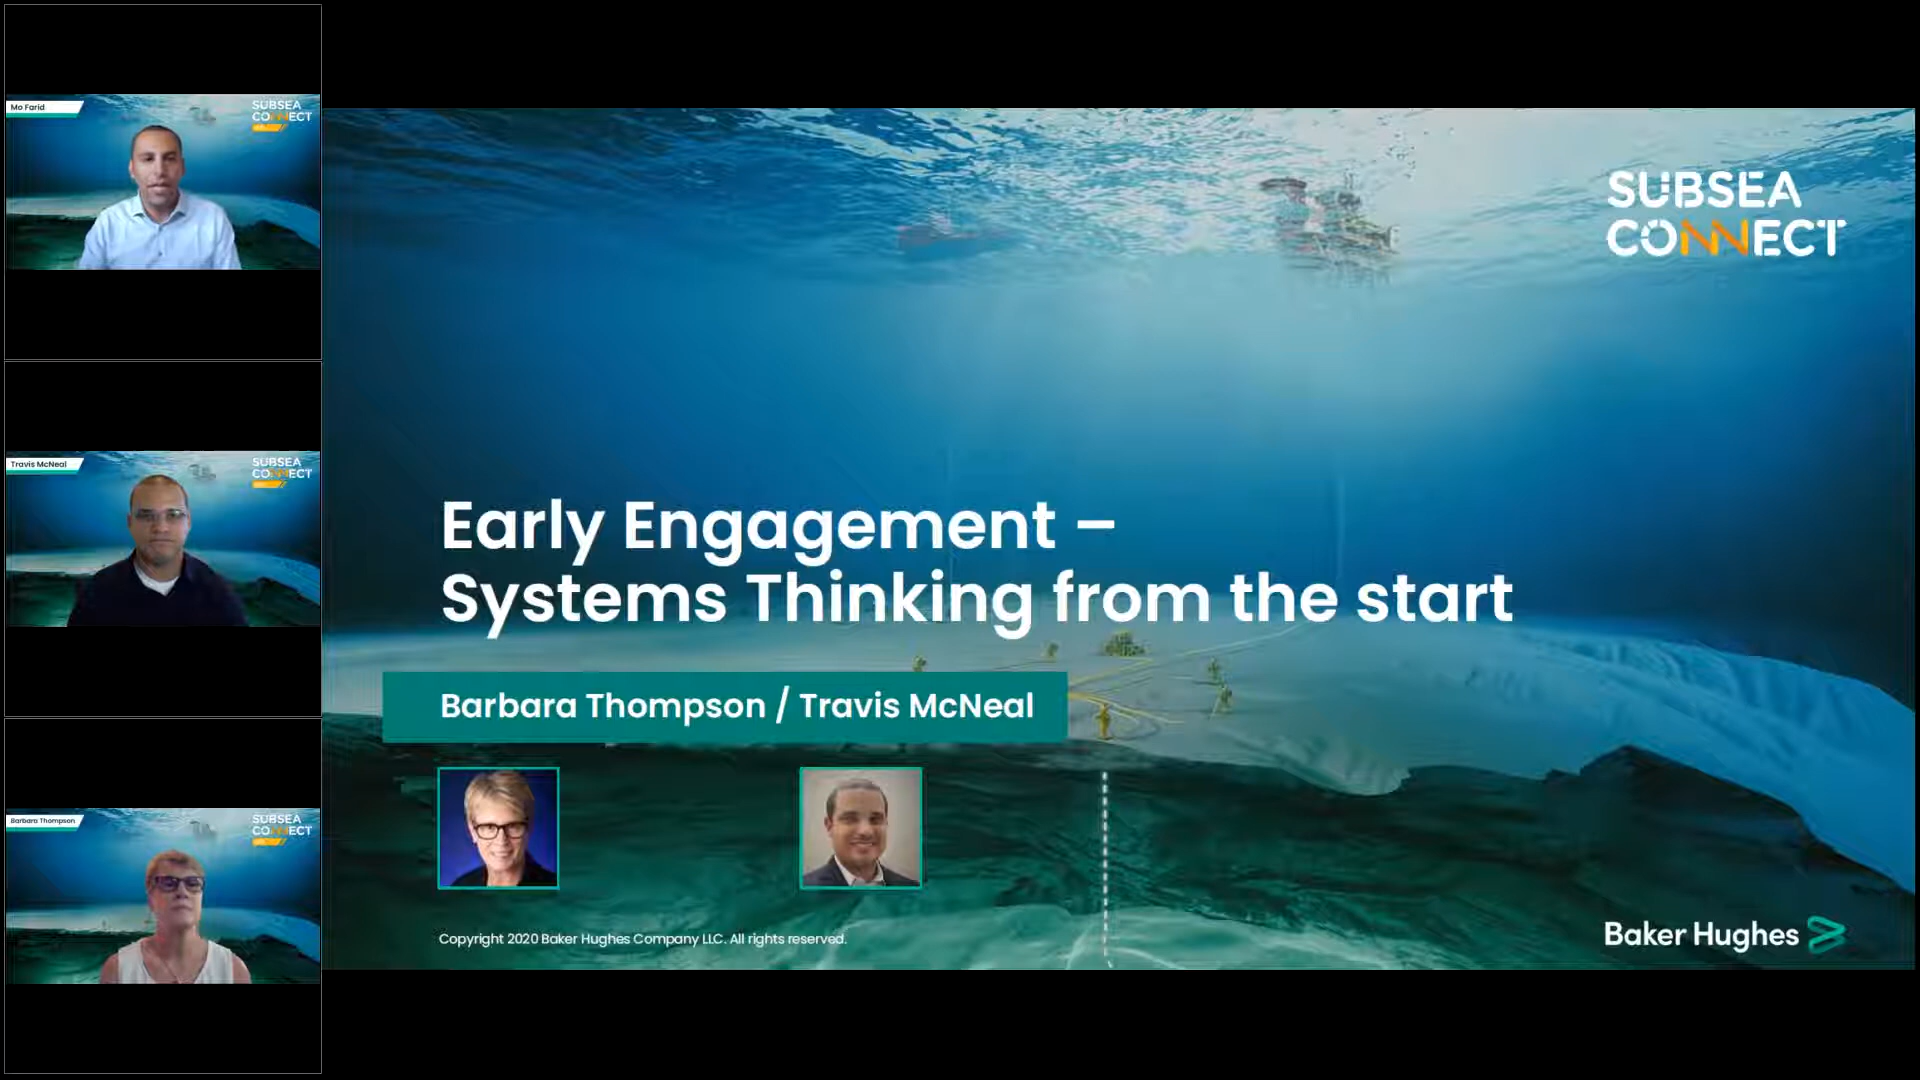 Mo Farid
SUBSEA
CONNECT
Travis McNeal
SUBSEA
CONNECT
Barbara Thompson
SUBSEA
CONNECT
SUBSEA
CONNECT
Early Engagement –
Systems Thinking from the start
Barbara Thompson / Travis McNeal
Copyright 2020 Baker Hughes Company LLC. All rights reserved.
Baker Hughes